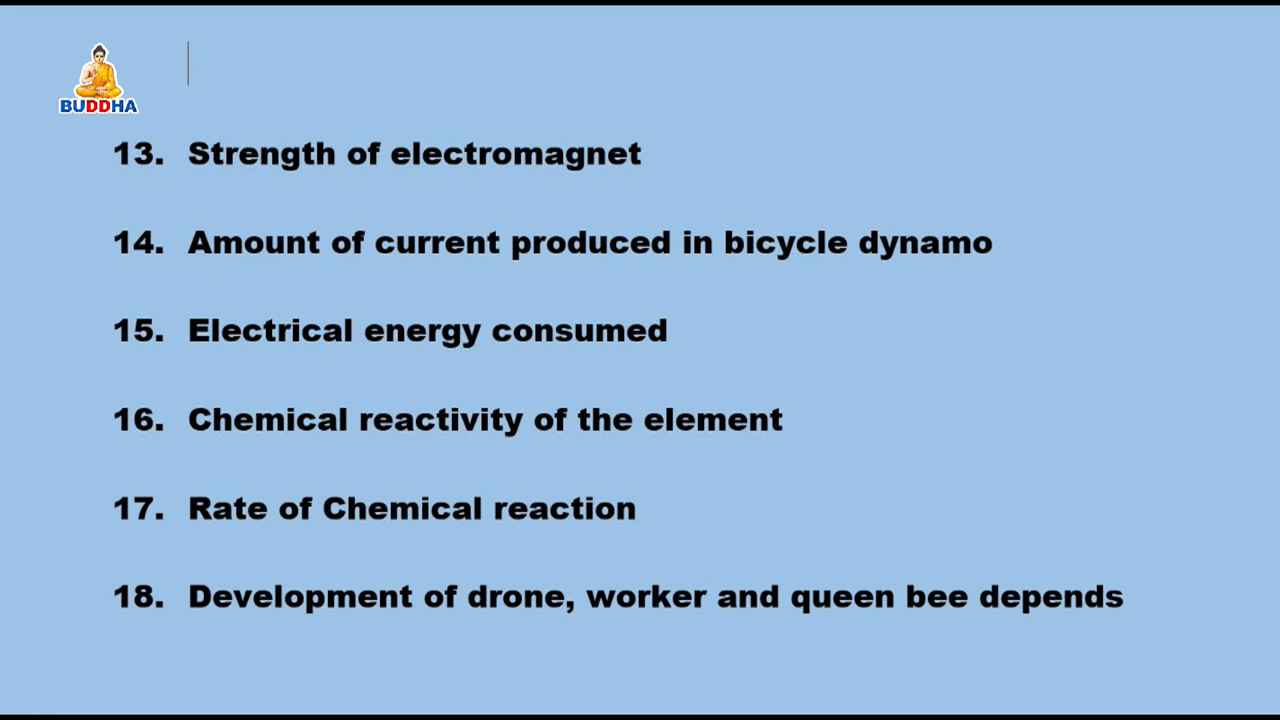 BUDDHA
13. Strength of electromagnet
14. Amount of current produced in bicycle dynamo
15. Electrical energy consumed
16. Chemical reactivity of the element
17. Rate of Chemical reaction
18. Development of drone, worker and queen bee depends